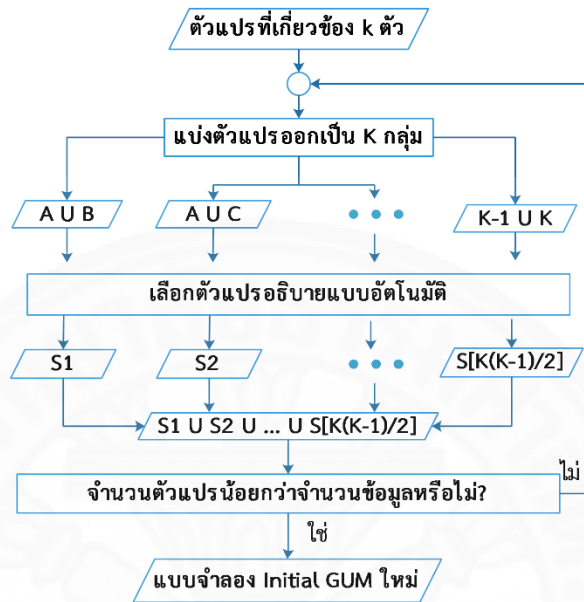 ตัวแปรที่เกี่ยวข้อง k ตัว
แบ่งตัวแปรออกเป็น K กลุ่ม
A U B
A U C
K-1 U K
เลือกตัวแปรอธิบายแบบอัตโนมัติ
S1
S2
S[K(K-1)/2]
S1 U S2 U ... U S[K(K-1)/2]
จำนวนตัวแปรน้อยกว่าจำนวนข้อมูลหรือไม่?
ไม่
ใช่
แบบจำลอง Initial GUM ใหม่